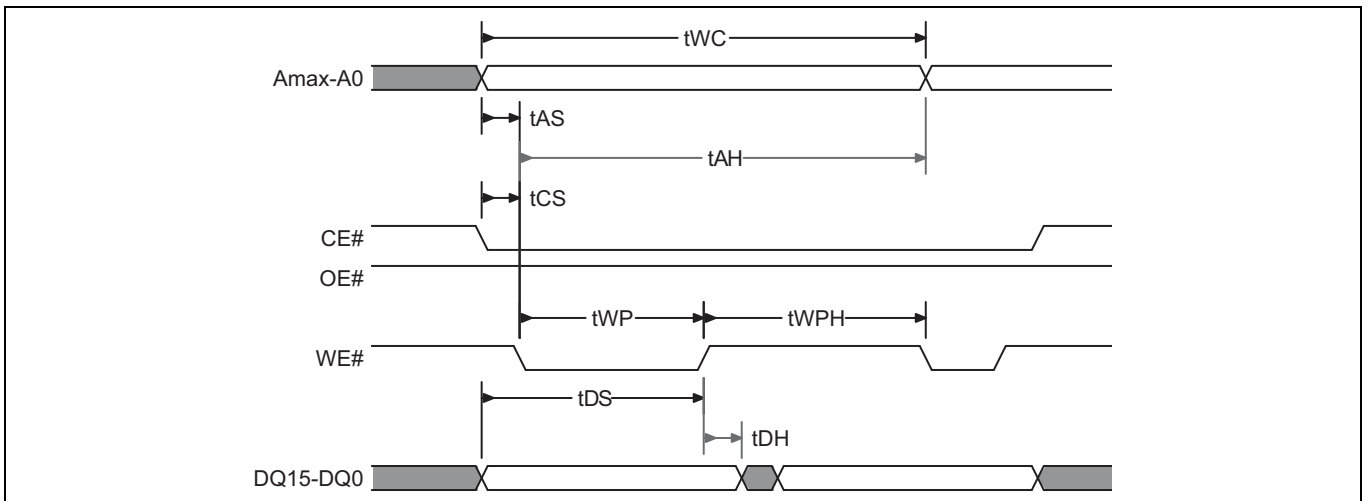 tWC
Amax-A0
tAS
tAH
tCS
CE#
OE#
tWP tWPH
WE#
tDS
tDH
DQ15-DQ0